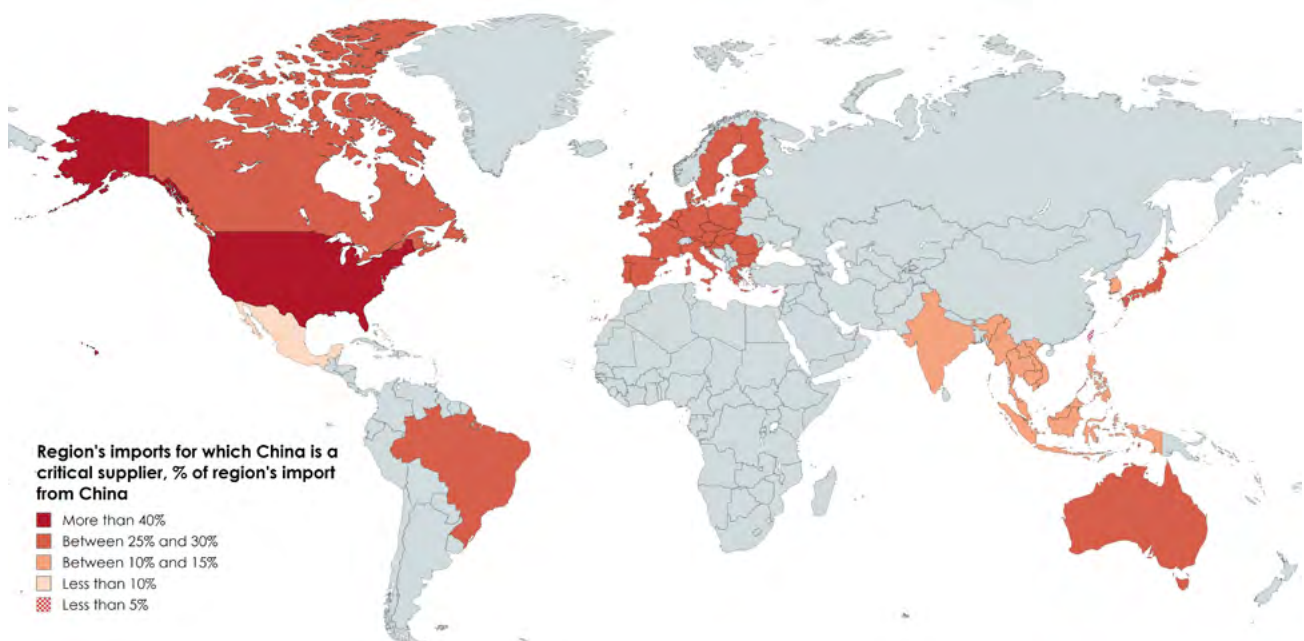 Region's imports for which China is a
critical supplier, % of region's import
from China
More than 40%
Between 25% and 30%
Between 10% and 15%
Less than 10%
Less than 5%